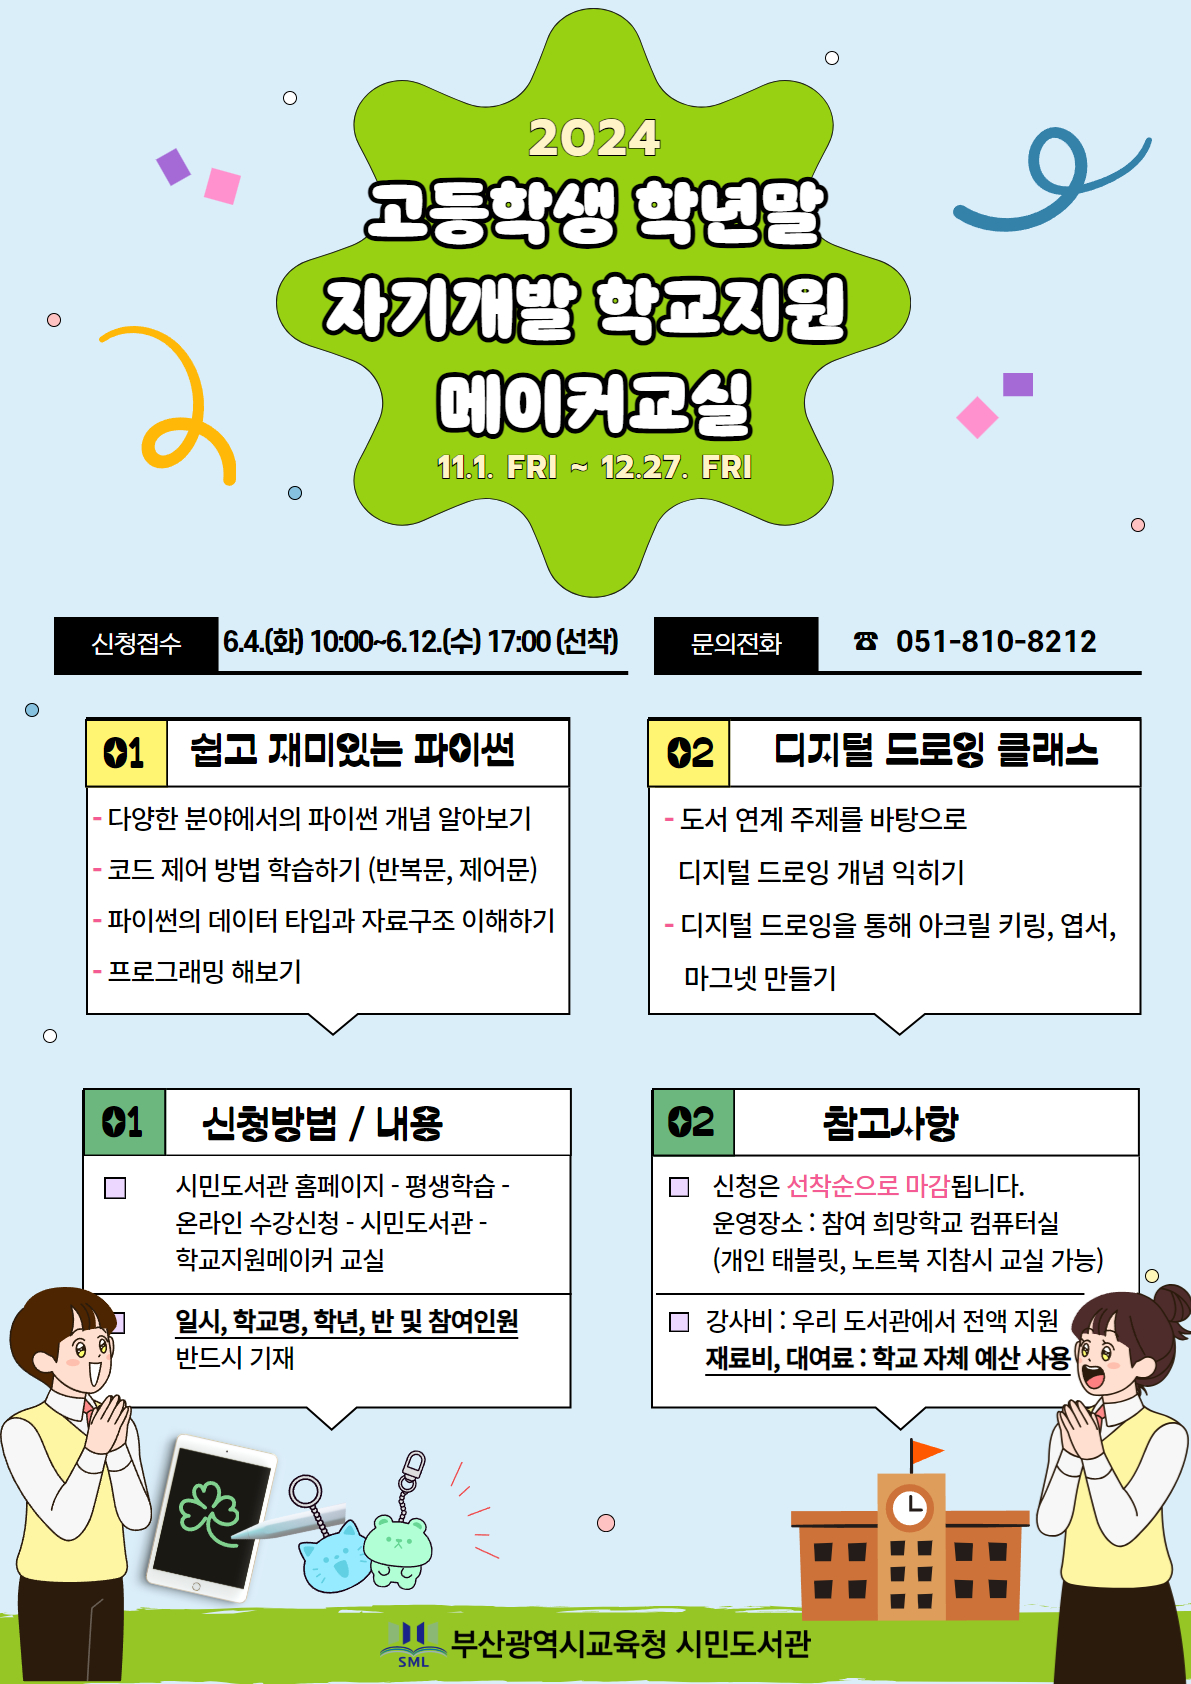 2024
고등학생 학년말
자기개발 학교지원
메이커교실
11.1. FRI ~ 12.27. FRI
신청접수 6.4.(화) 10:00~6.12.(수) 17:00 (선착)
문의전화 ☎ 051-810-8212
01 쉽고 재미있는 파이썬
- 다양한 분야에서의 파이썬 개념 알아보기
- 코드 제어 방법 학습하기 (반복문, 제어문)
- 파이썬의 데이터 타입과 자료구조 이해하기
- 프로그래밍 해보기
02 디지털 드로잉 클래스
- 도서 연계 주제를 바탕으로
디지털 드로잉 개념 익히기
- 디지털 드로잉을 통해 아크릴 키링, 엽서,
마그넷 만들기
01 신청방법 / 내용
시민도서관 홈페이지 - 평생학습 -
온라인 수강신청 - 시민도서관 -
학교지원메이커 교실
일시, 학교명, 학년, 반 및 참여인원
반드시 기재
02 참고사항
신청은 선착순으로 마감됩니다.
운영장소 : 참여 희망학교 컴퓨터실
(개인 태블릿, 노트북 지참시 교실 가능)
강사비 : 우리 도서관에서 전액 지원
재료비, 대여료 : 학교 자체 예산 사용
SML 부산광역시교육청 시민도서관